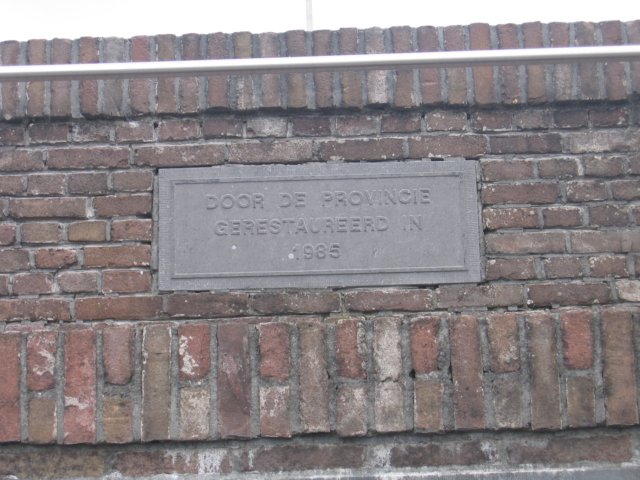 DOOR DE PROVINCIE
GERESTAUREERD IN
1985